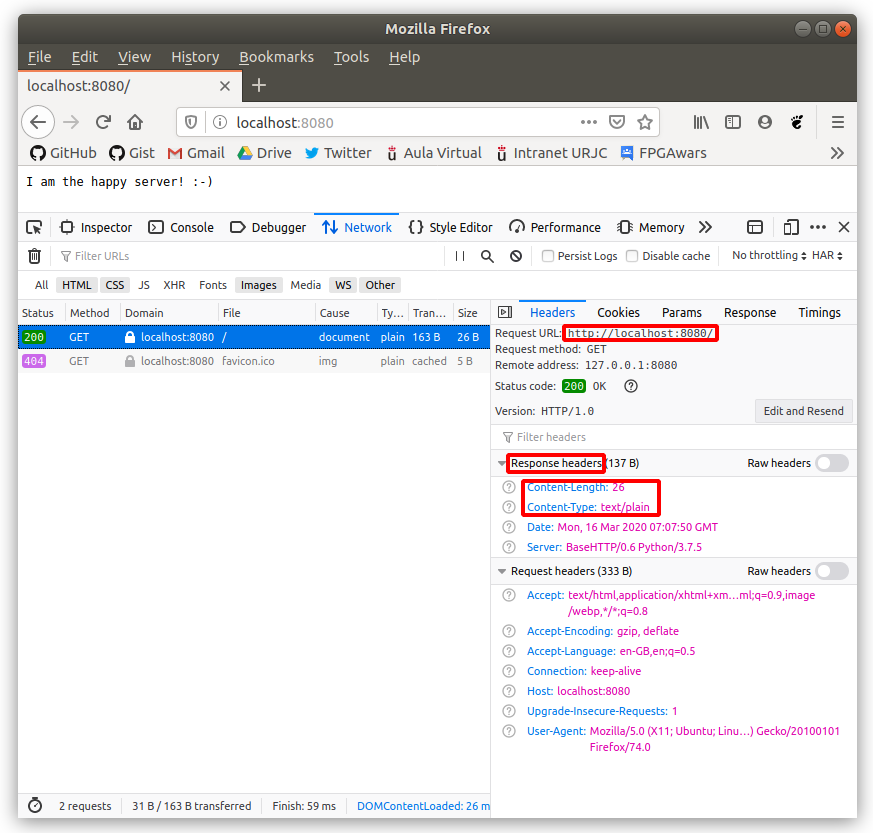 Mozilla Firefox
File Edit View History Bookmarks Tools Help
localhost:8080/
localhost:8080
GitHub Gist Gmail Drive Twitter Aula Virtual Intranet URJC FPGAwars
I am the happy server! :-)
Inspector Console Debugger Network Style Editor Performance Memory
Filter URLs Persist Logs Disable cache No throttling HAR
All HTML CSS JS XHR Fonts Images Media WS Other
Status Method Domain File Cause Ty… Tran… Size
200 GET localhost:8080 / document plain 163 B 26 B
404 GET localhost:8080 favicon.ico img plain cached 5 B
Headers Cookies Params Response Timings
Request URL: http://localhost:8080/
Request method: GET
Remote address: 127.0.0.1:8080
Status code: 200 OK
Version: HTTP/1.0 Edit and Resend
Filter headers
Response headers (137 B) Raw headers
Content-Length: 26
Content-Type: text/plain
Date: Mon, 16 Mar 2020 07:07:50 GMT
Server: BaseHTTP/0.6 Python/3.7.5
Request headers (333 B) Raw headers
Accept: text/html,application/xhtml+xm…ml;q=0.9,image
/webp,*/*;q=0.8
Accept-Encoding: gzip, deflate
Accept-Language: en-GB,en;q=0.5
Connection: keep-alive
Host: localhost:8080
Upgrade-Insecure-Requests: 1
User-Agent: Mozilla/5.0 (X11; Ubuntu; Linu…) Gecko/20100101
Firefox/74.0
2 requests 31 B / 163 B transferred Finish: 59 ms DOMContentLoaded: 26 m